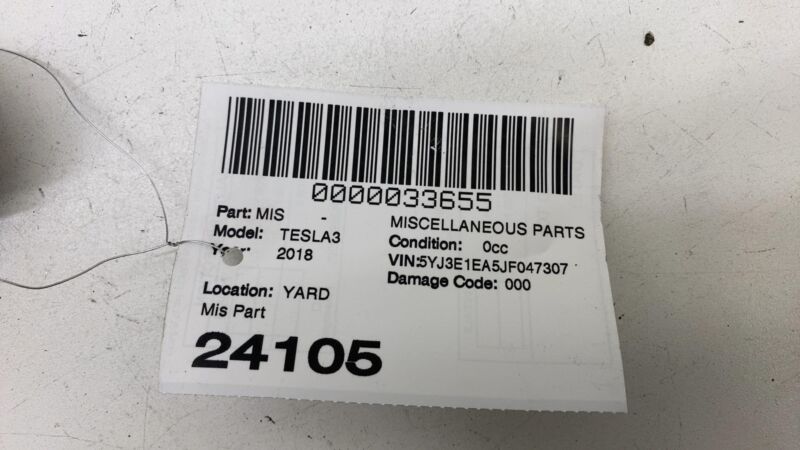 0000033655
Part: MIS - MISCELLANEOUS PARTS
Model: TESLA3 Condition: 0cc
Year: 2018 VIN:5YJ3E1EA5JF047307
Damage Code: 000
Location: YARD
Mis Part
24105